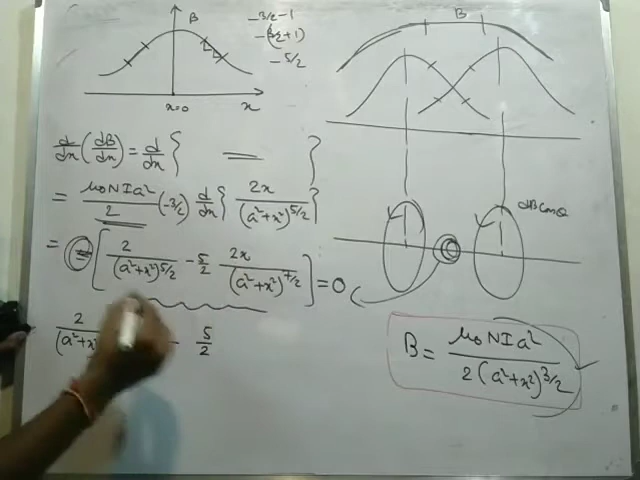 B
x=0
x
-3/2-1
-(3/2+1)
-5/2
B
d/dx (dB/dx) = d/dx { — }
= μ₀NIa²/2 (-3/2) d/dx { 2x/(a²+x²)^5/2 }
= [ 2/(a²+x²)^5/2 - 5/2 2x/(a²+x²)^7/2 ] = 0
2/(a²+x² - 5/2
dBcosθ
B = μ₀NIa²/2(a²+x²)^3/2